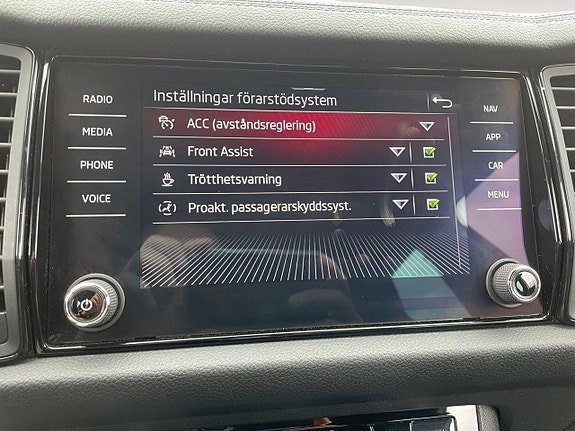 Inställningar förarstödsystem
RADIO
MEDIA
PHONE
VOICE
ACC (avståndsreglering)
Front Assist
Trötthetsvarning
Proakt. passagerarskyddssyst.
NAV
APP
CAR
MENU